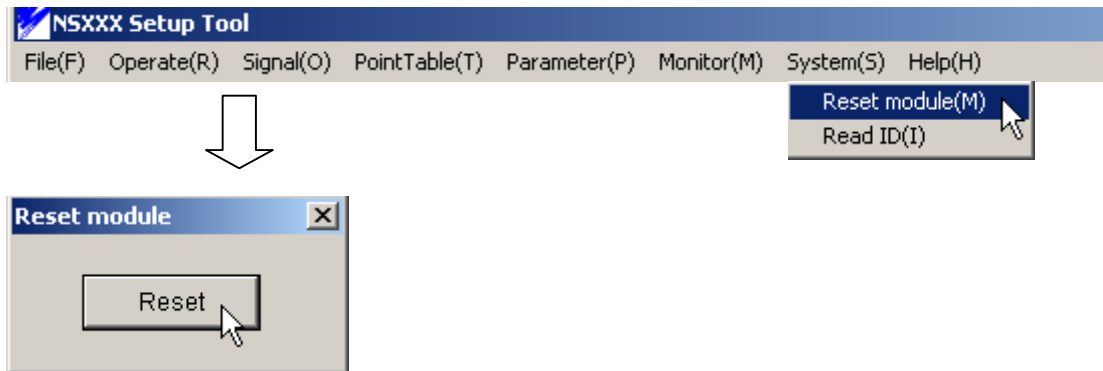 NSXXX Setup Tool
File(F) Operate(R) Signal(O) PointTable(T) Parameter(P) Monitor(M) System(S) Help(H)
Reset module(M)
Read ID(I)
Reset module
Reset